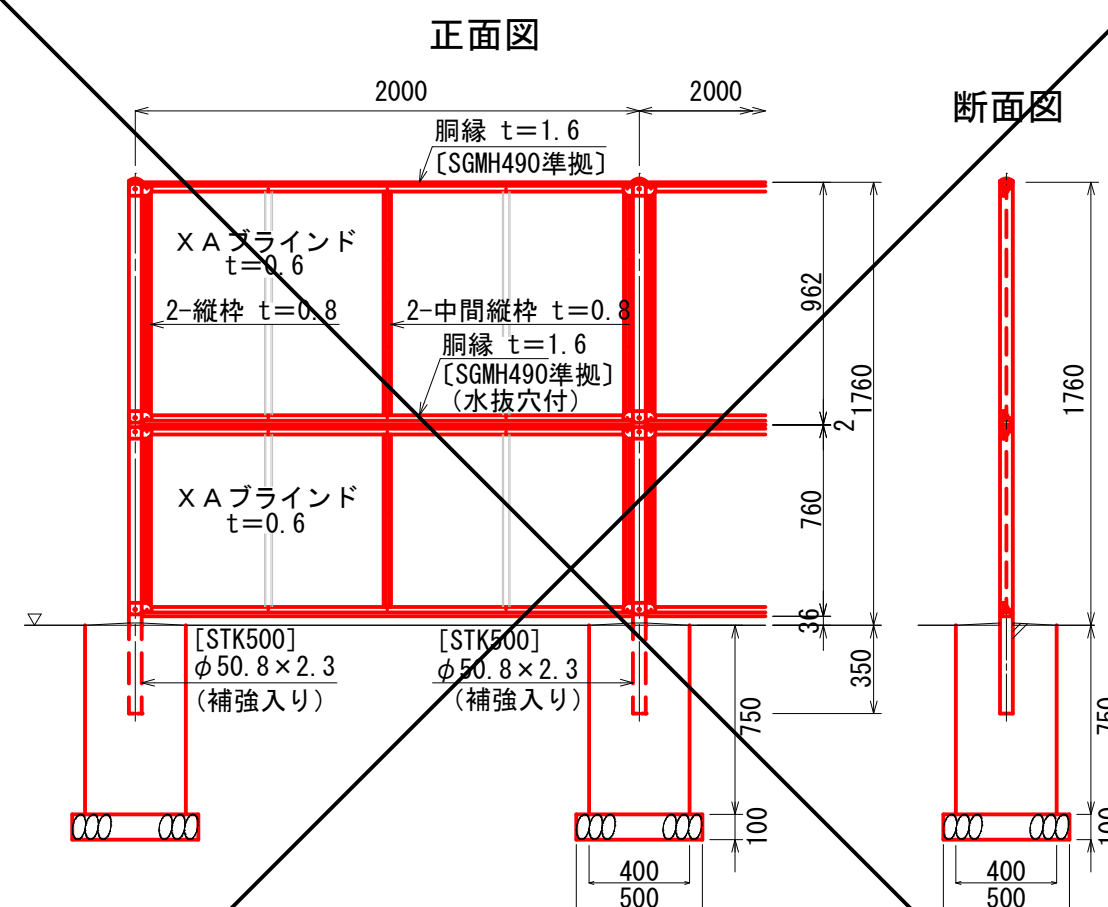 正面図
2000
2000
断面図
胴縁 t＝1.6
〔SGMH490準拠〕
ＸＡブラインド
t＝0.6
962
2-縦枠 t＝0.8
2-中間縦枠 t＝0.8
胴縁 t＝1.6
〔SGMH490準拠〕
(水抜穴付)
1760
1760
2
ＸＡブラインド
t＝0.6
760
36
[STK500]
φ50.8×2.3
(補強入り)
[STK500]
φ50.8×2.3
(補強入り)
350
750
750
100
100
400
500
400
500